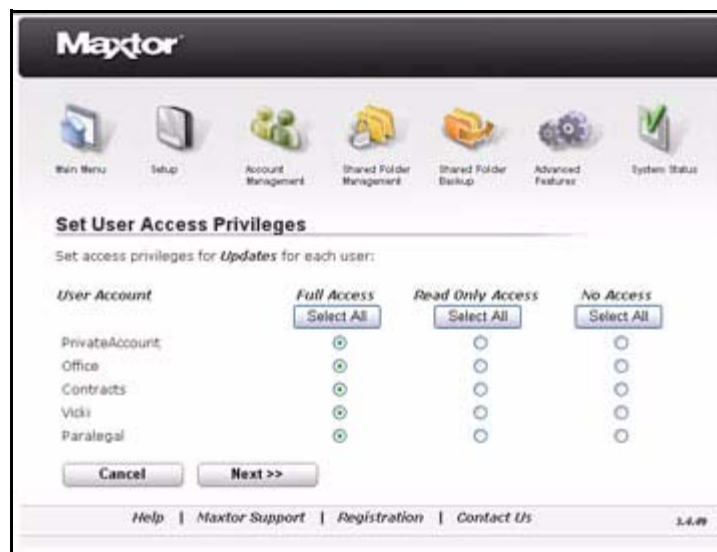 Maxtor
Main Menu
Setup
Account Management
Shared Folder Management
Shared Folder Backup
Advanced Features
System Status
Set User Access Privileges
Set access privileges for Updates for each user:
User Account Full Access Read Only Access No Access
Select All Select All Select All
PrivateAccount
Office
Contracts
Vicki
Paralegal
Cancel Next >>
Help | Maxtor Support | Registration | Contact Us